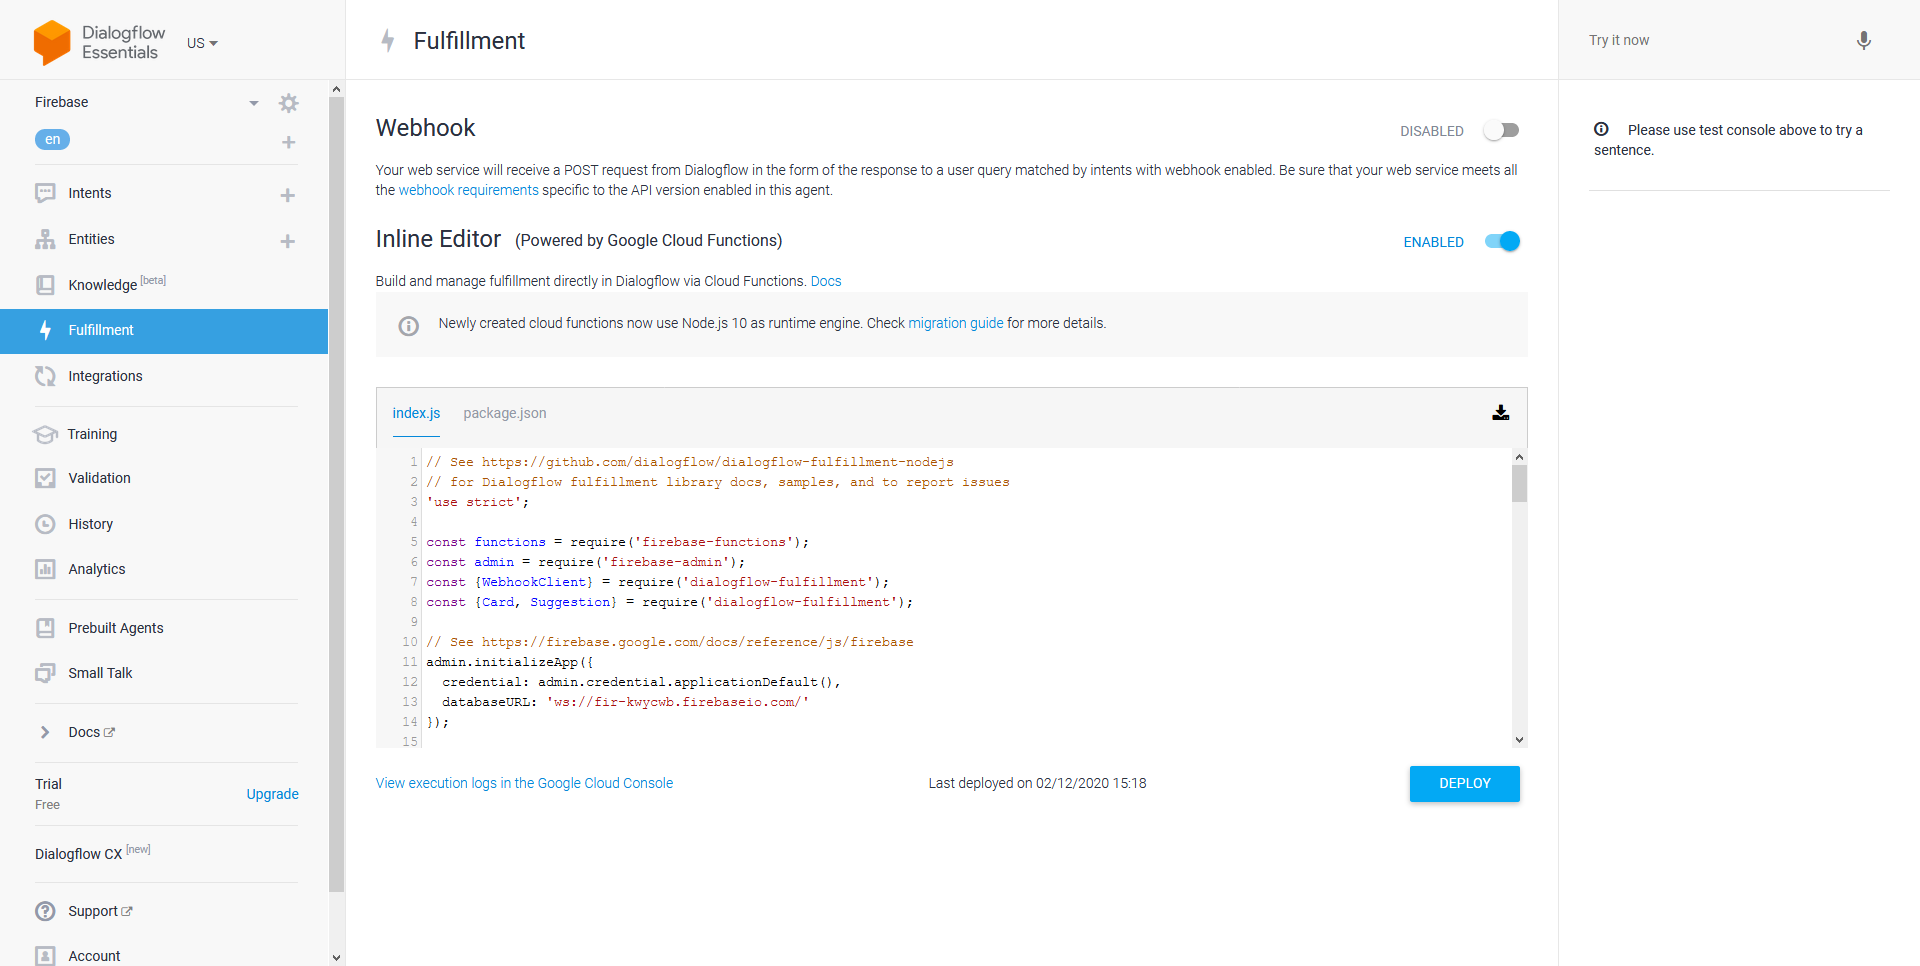 Dialogflow
Essentials
US
Fulfillment
Try it now
Firebase
en
Intents
Entities
Knowledge [beta]
Fulfillment
Integrations
Training
Validation
History
Analytics
Prebuilt Agents
Small Talk
Docs
Trial
Free
Upgrade
Dialogflow CX [new]
Support
Account
Webhook
DISABLED
Your web service will receive a POST request from Dialogflow in the form of the response to a user query matched by intents with webhook enabled. Be sure that your web service meets all
the webhook requirements specific to the API version enabled in this agent.
Inline Editor (Powered by Google Cloud Functions)
ENABLED
Build and manage fulfillment directly in Dialogflow via Cloud Functions. Docs
Newly created cloud functions now use Node.js 10 as runtime engine. Check migration guide for more details.
index.js package.json
1 // See https://github.com/dialogflow/dialogflow-fulfillment-nodejs
2 // for Dialogflow fulfillment library docs, samples, and to report issues
3 'use strict';
4
5 const functions = require('firebase-functions');
6 const admin = require('firebase-admin');
7 const {WebhookClient} = require('dialogflow-fulfillment');
8 const {Card, Suggestion} = require('dialogflow-fulfillment');
9
10 // See https://firebase.google.com/docs/reference/js/firebase
11 admin.initializeApp({
12 credential: admin.credential.applicationDefault(),
13 databaseURL: 'ws://fir-kwycwb.firebaseio.com/'
14 });
15
View execution logs in the Google Cloud Console
Last deployed on 02/12/2020 15:18
DEPLOY
Please use test console above to try a
sentence.